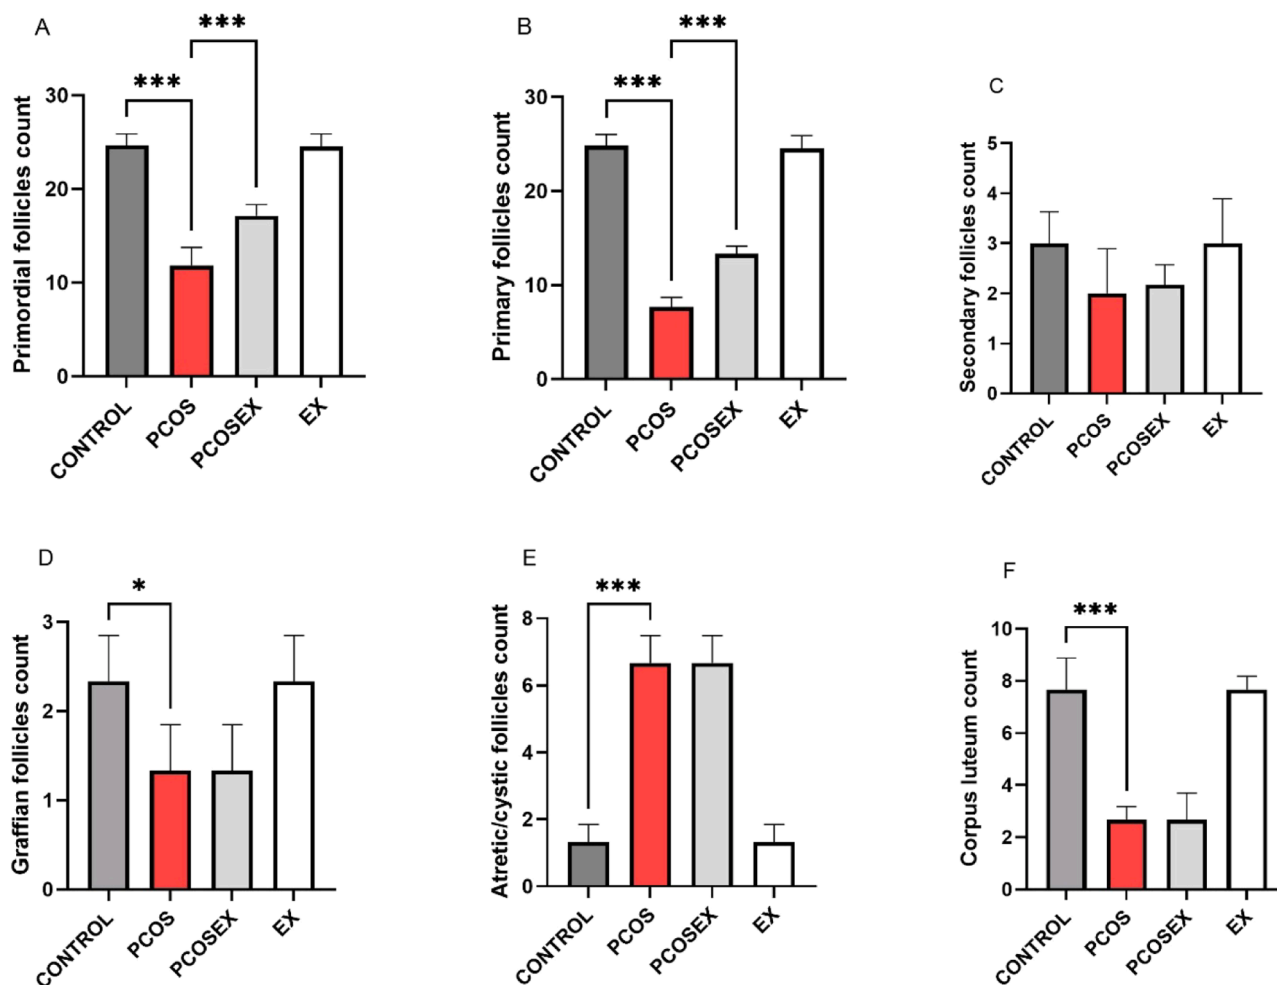 A
***
***
Primordial follicles count
30
20
10
0
CONTROL
PCOS
PCOSEX
EX
B
***
***
Primary follicles count
30
20
10
0
CONTROL
PCOS
PCOSEX
EX
C
Secondary follicles count
5
4
3
2
1
0
CONTROL
PCOS
PCOSEX
EX
D
*
Graffian follicles count
3
2
1
0
CONTROL
PCOS
PCOSEX
EX
E
***
Atretic/cystic follicles count
8
6
4
2
0
CONTROL
PCOS
PCOSEX
EX
F
***
Corpus luteum count
10
8
6
4
2
0
CONTROL
PCOS
PCOSEX
EX